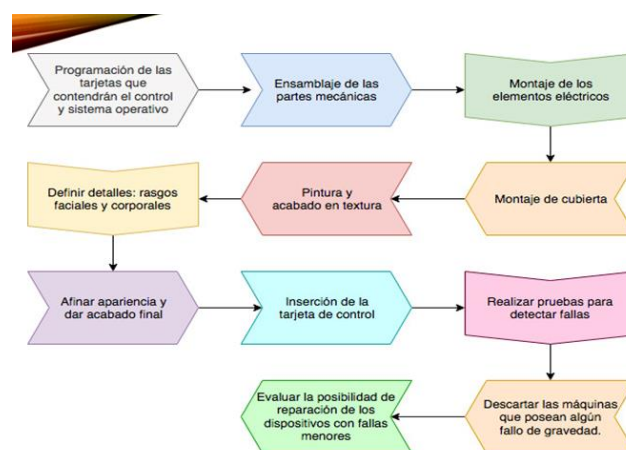 Programación de las
tarjetas que
contendrán el control
y sistema operativo
Ensamblaje de las
partes mecánicas
Montaje de los
elementos eléctricos
Montaje de cubierta
Pintura y
acabado en textura
Definir detalles: rasgos
faciales y corporales
Afinar apariencia y
dar acabado final
Inserción de la
tarjeta de control
Realizar pruebas para
detectar fallas
Descartar las máquinas
que posean algún
fallo de gravedad.
Evaluar la posibilidad de
reparación de los
dispositivos con fallas
menores